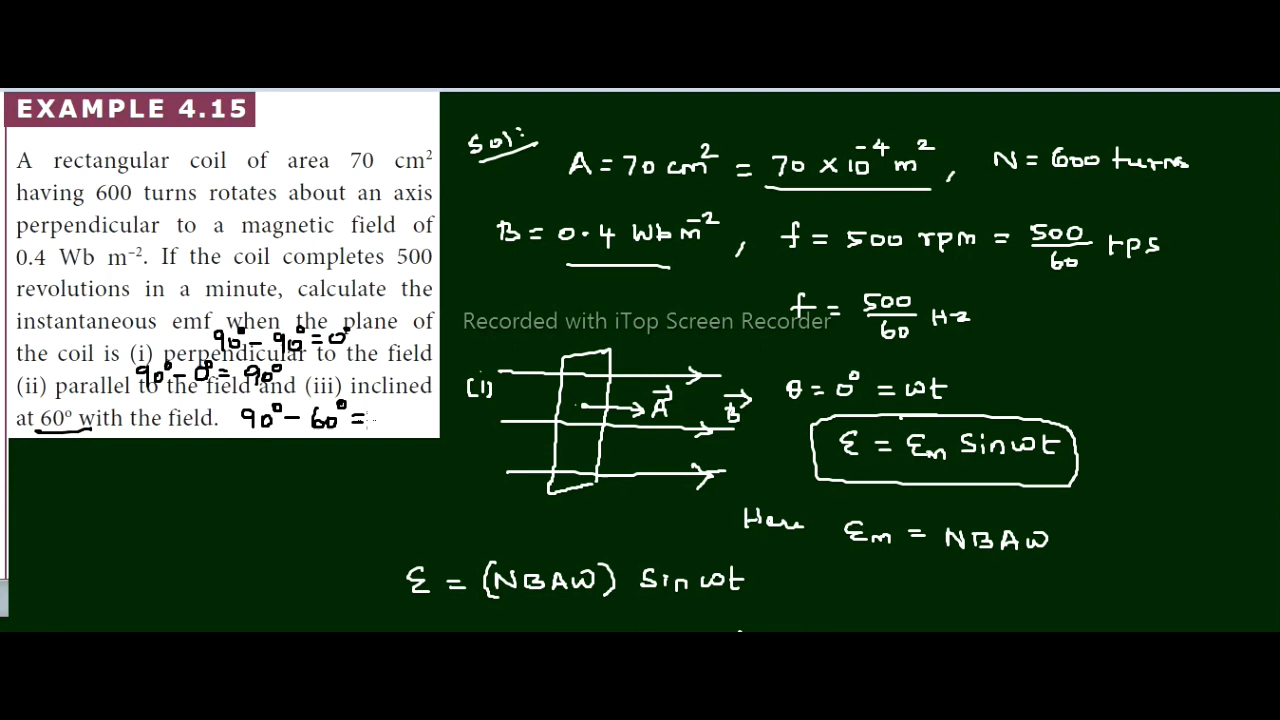 EXAMPLE 4.15
A rectangular coil of area 70 cm²
having 600 turns rotates about an axis
perpendicular to a magnetic field of
0.4 Wb m⁻². If the coil completes 500
revolutions in a minute, calculate the
instantaneous emf when the plane of
90° - 90° = 0°
the coil is (i) perpendicular to the field
90° - 0° = 90°
(ii) parallel to the field and (iii) inclined
at 60° with the field. 90° - 60° =
Sol:
A = 70 cm² = 70 × 10⁻⁴ m², N = 600 turns
B = 0.4 Wb m⁻², f = 500 rpm = 500/60 rps
f = 500/60 Hz
Recorded with iTop Screen Recorder
(i) A⃗ B⃗ θ = 0° = ωt
Ɛ = Ɛm Sin ωt
Here Ɛm = NBAω
Ɛ = (NBAω) Sin ωt